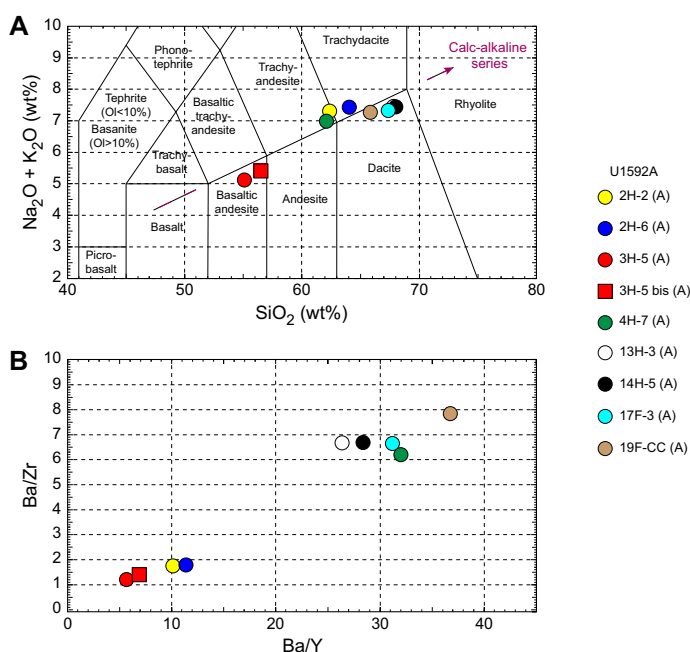 A
Na2O + K2O (wt%)
10
9
8
7
6
5
4
3
2
Phono-
tephrite
Tephrite
(Ol<10%)
Basanite
(Ol>10%)
Trachy-
basalt
Basaltic
trachy-
andesite
Trachy-
andesite
Trachydacite
Calc-alkaline
series
Rhyolite
Dacite
Andesite
Basaltic
andesite
Basalt
Picro-
basalt
40 50 60 70 80
SiO2 (wt%)
U1592A
2H-2 (A)
2H-6 (A)
3H-5 (A)
3H-5 bis (A)
4H-7 (A)
13H-3 (A)
14H-5 (A)
17F-3 (A)
19F-CC (A)
B
Ba/Zr
10
9
8
7
6
5
4
3
2
1
0
0 10 20 30 40
Ba/Y